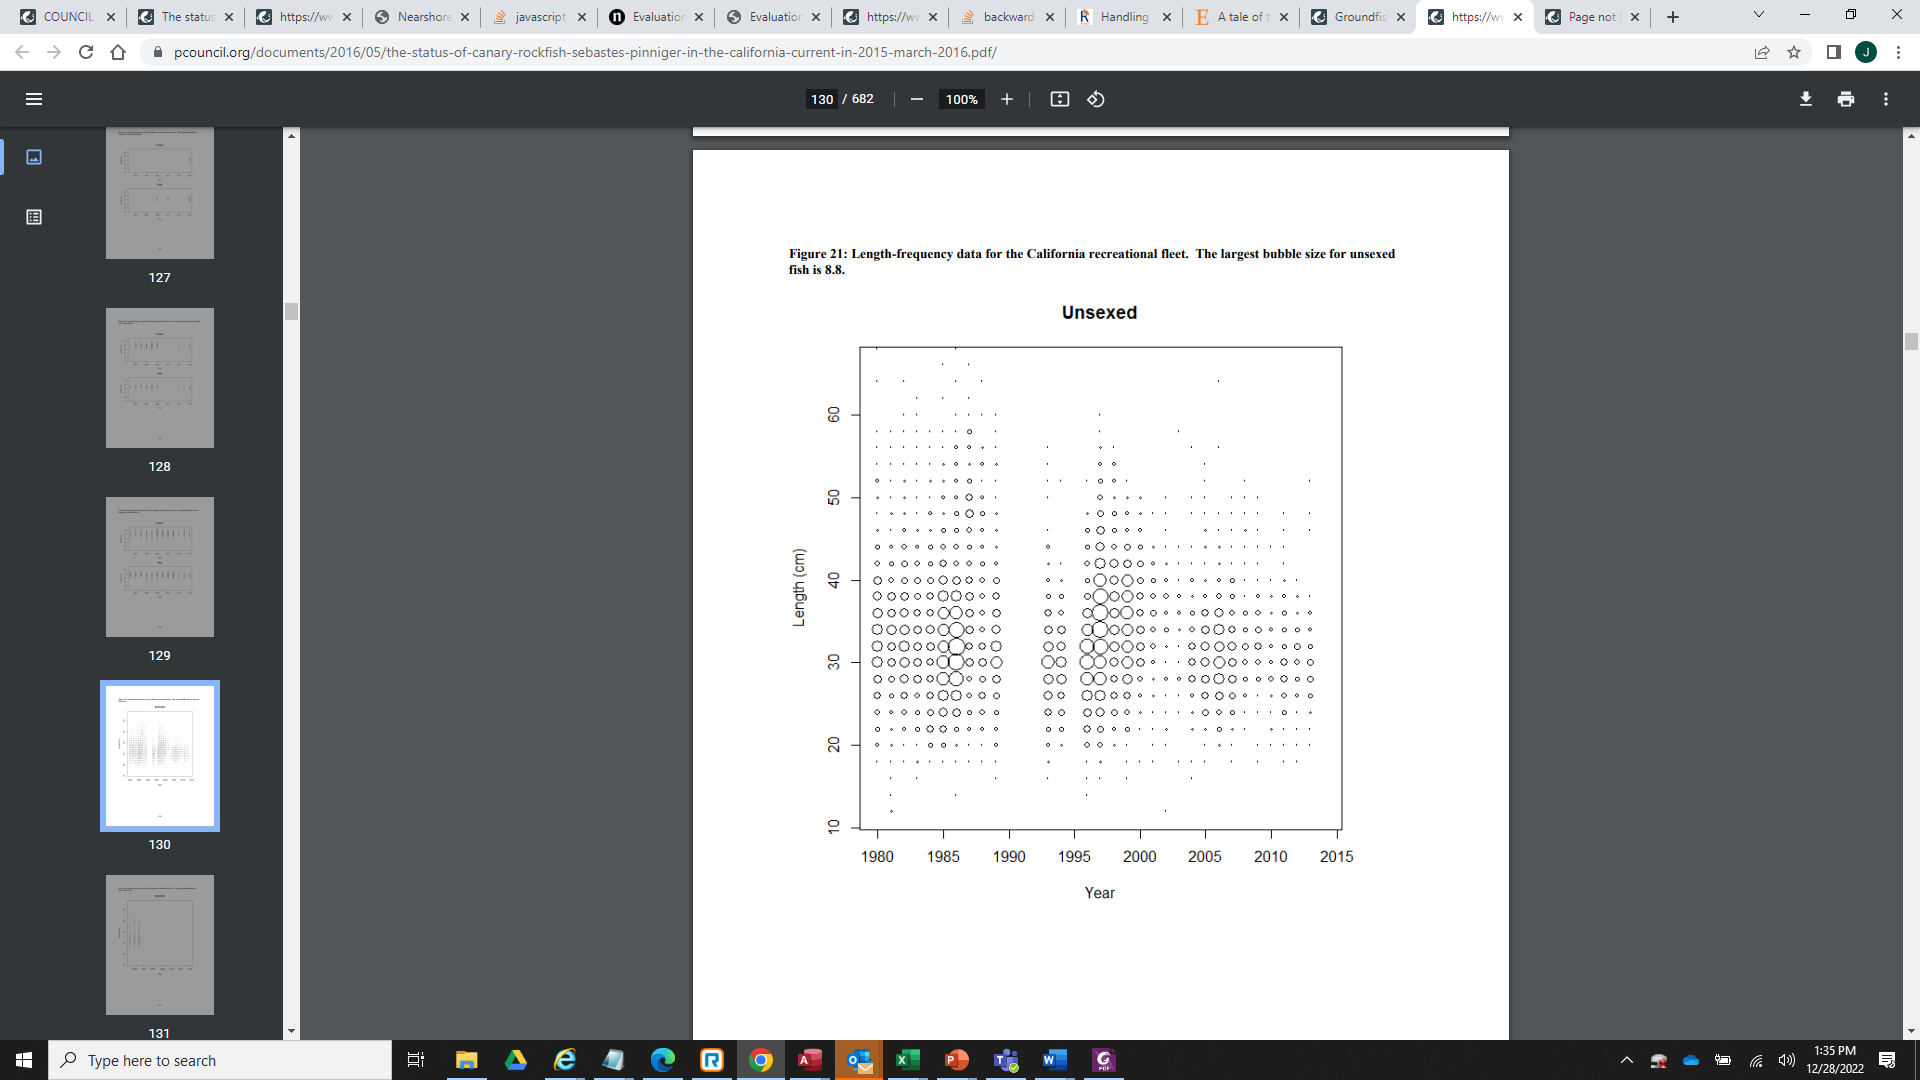 COUNCIL
The status
https://ww
Nearshore
javascript
Evaluation
Evaluation
https://ww
backward
Handling
A tale of t
Groundfis
https://ww
Page not
pcouncil.org/documents/2016/05/the-status-of-canary-rockfish-sebastes-pinniger-in-the-california-current-in-2015-march-2016.pdf/
J
130 / 682
100%
127
128
129
130
131
Figure 21: Length-frequency data for the California recreational fleet. The largest bubble size for unsexed
fish is 8.8.
Unsexed
60
50
40
30
20
10
Length (cm)
1980 1985 1990 1995 2000 2005 2010 2015
Year
Type here to search
1:35 PM
12/28/2022